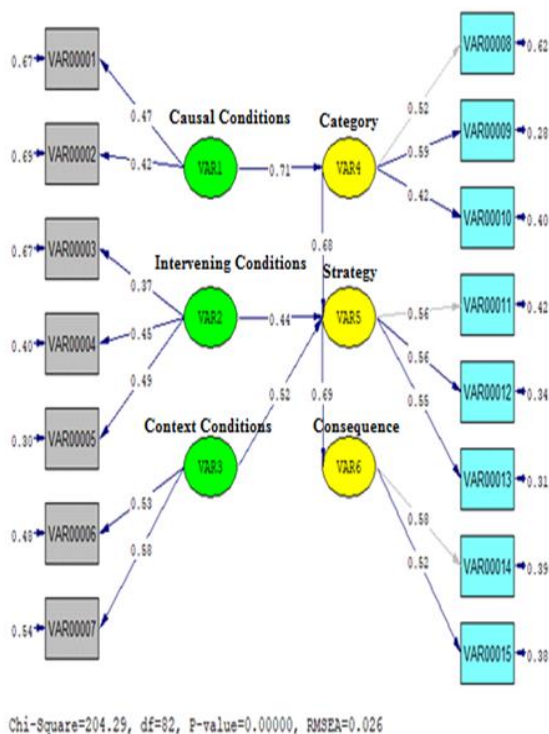 VAR00001
0.67
VAR00002
0.69
VAR00003
0.67
VAR00004
0.40
VAR00005
0.30
VAR00006
0.48
VAR00007
0.54
0.47
0.42
0.37
0.45
0.49
0.53
0.58
Causal Conditions
VAR1
Intervening Conditions
VAR2
Context Conditions
VAR3
0.71
0.44
0.52
Category
VAR4
0.68
Strategy
VAR5
0.69
Consequence
VAR6
0.52
0.59
0.42
0.56
0.56
0.55
0.58
0.52
VAR00008
0.62
VAR00009
0.28
VAR00010
0.40
VAR00011
0.42
VAR00012
0.34
VAR00013
0.31
VAR00014
0.39
VAR00015
0.38
Chi-Square=204.29, df=82, P-value=0.00000, RMSEA=0.026